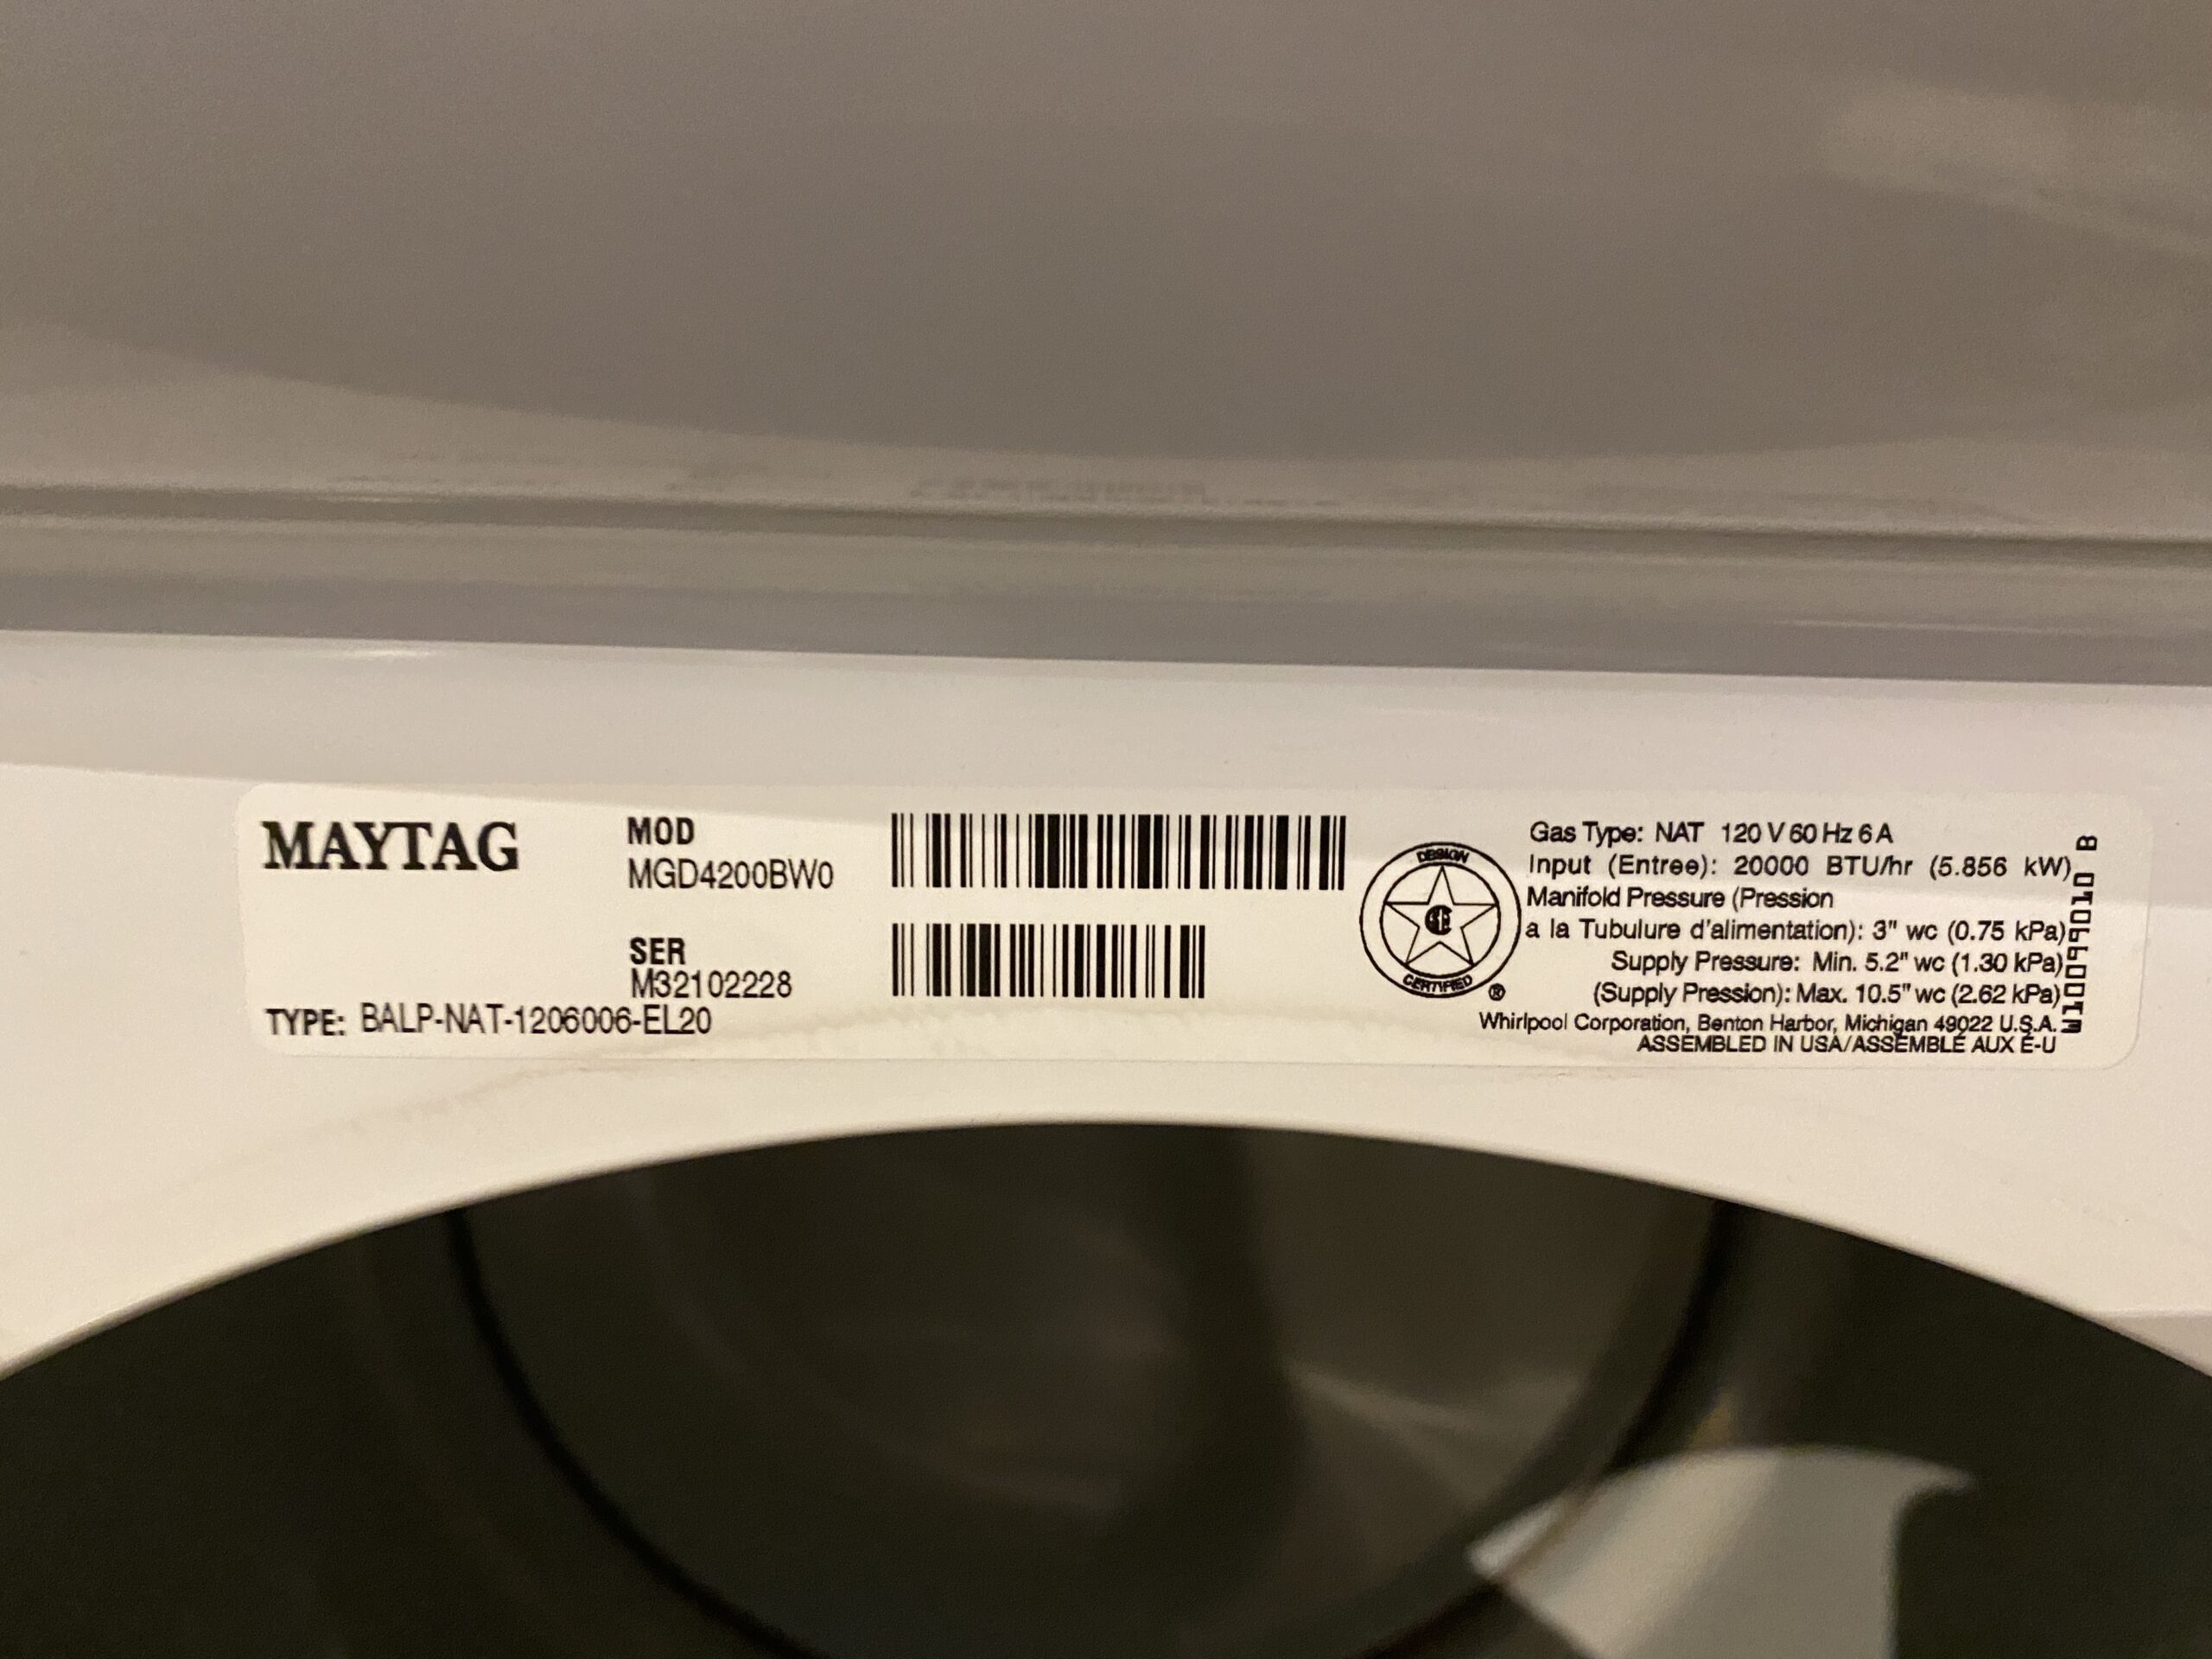 MAYTAG
MOD
MGD4200BW0
SER
M32102228
TYPE: BALP-NAT-1206006-EL20
DESIGN
CERTIFIED
®
Gas Type: NAT 120 V 60 Hz 6 A
Input (Entree): 20000 BTU/hr (5.856 kW)
Manifold Pressure (Pression
a la Tubulure d'alimentation): 3" wc (0.75 kPa)
Supply Pressure: Min. 5.2" wc (1.30 kPa)
(Supply Pression): Max. 10.5" wc (2.62 kPa)
Whirlpool Corporation, Benton Harbor, Michigan 49022 U.S.A.
ASSEMBLED IN USA/ASSEMBLÉ AUX É-U